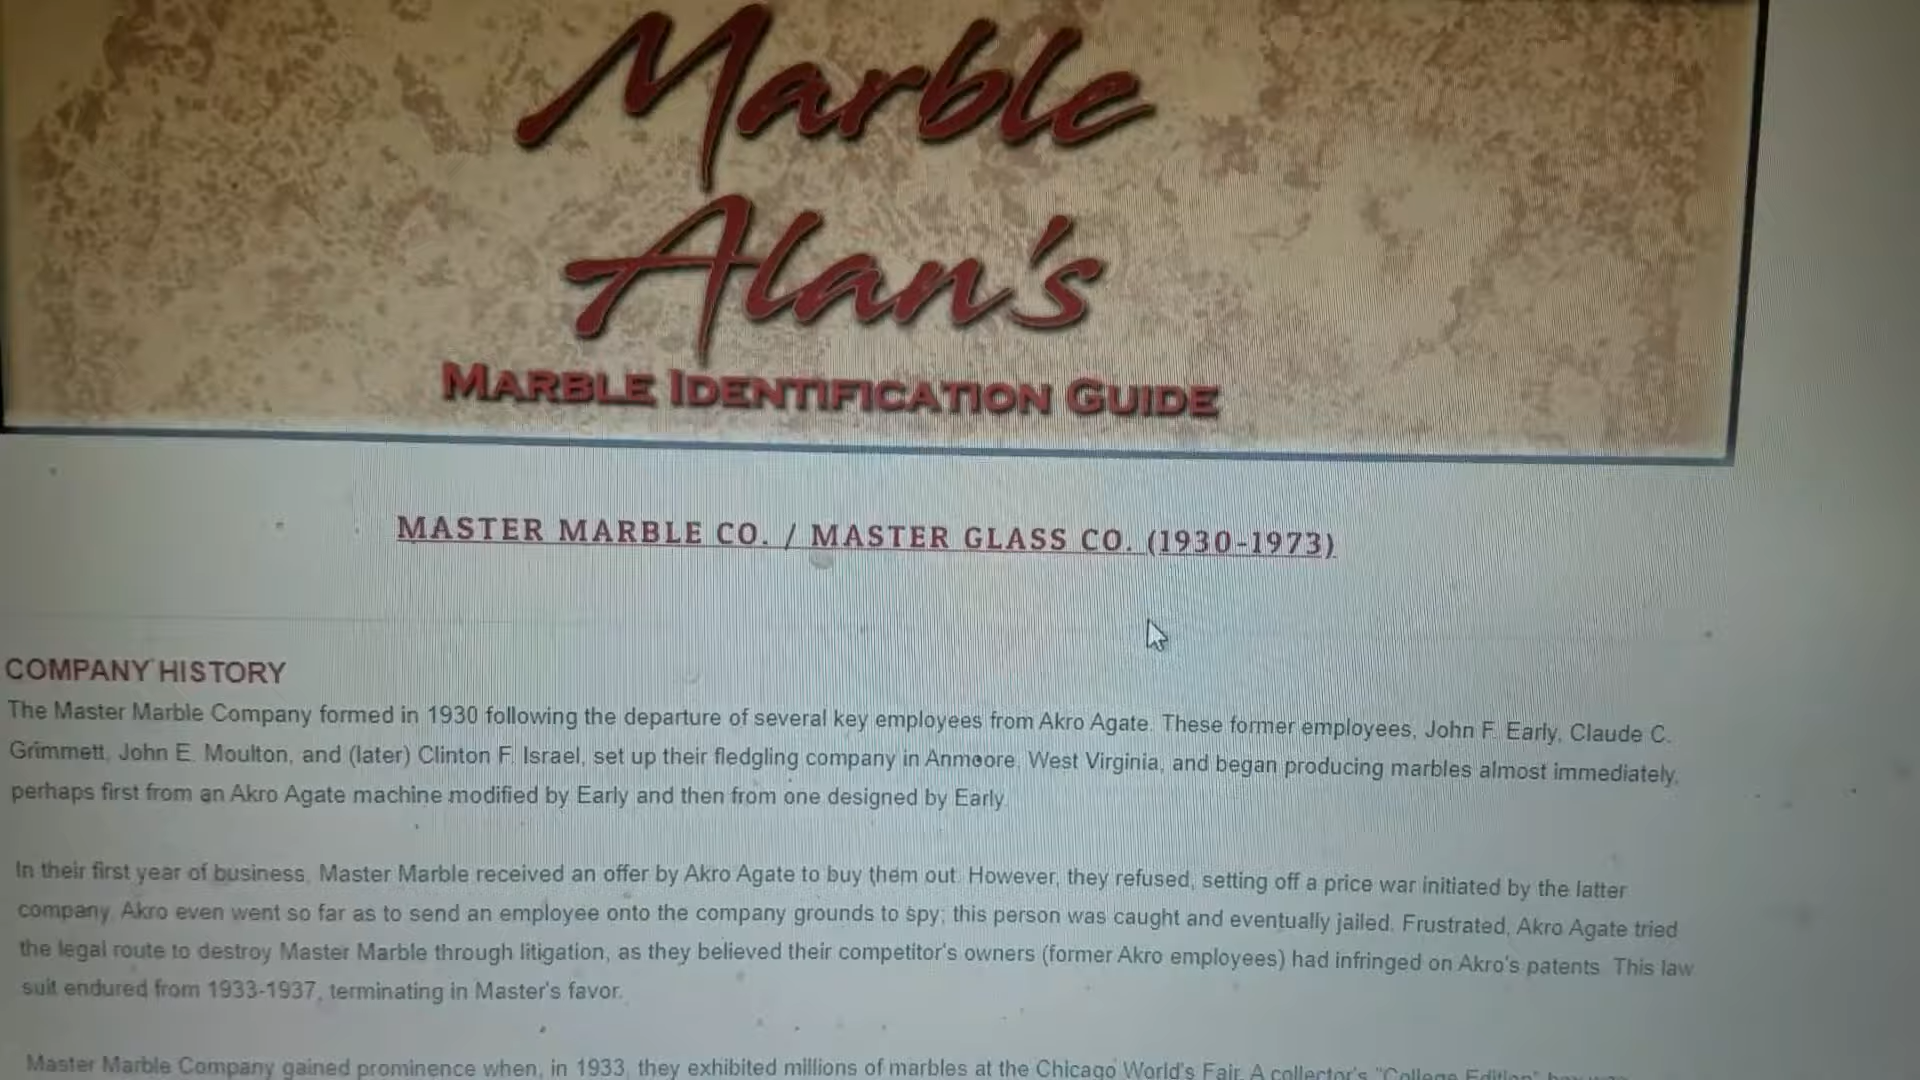 Marble
Alan's
MARBLE IDENTIFICATION GUIDE
MASTER MARBLE CO. / MASTER GLASS CO. (1930-1973)
COMPANY HISTORY
The Master Marble Company formed in 1930 following the departure of several key employees from Akro Agate. These former employees, John F. Early, Claude C.
Grimmett, John E. Moulton, and (later) Clinton F. Israel, set up their fledgling company in Anmoore, West Virginia, and began producing marbles almost immediately,
perhaps first from an Akro Agate machine modified by Early and then from one designed by Early.
In their first year of business, Master Marble received an offer by Akro Agate to buy them out. However, they refused, setting off a price war initiated by the latter
company. Akro even went so far as to send an employee onto the company grounds to spy; this person was caught and eventually jailed. Frustrated, Akro Agate tried
the legal route to destroy Master Marble through litigation, as they believed their competitor's owners (former Akro employees) had infringed on Akro's patents. This law
suit endured from 1933-1937, terminating in Master's favor.
Master Marble Company gained prominence when, in 1933, they exhibited millions of marbles at the Chicago World's Fair. A collector's "College Edition"